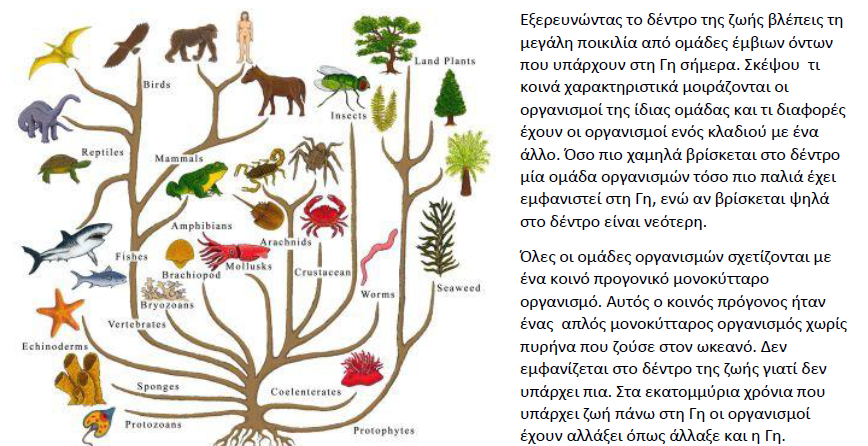 Birds
Land Plants
Insects
Reptiles
Mammals
Amphibians
Arachnids
Fishes
Mollusks
Brachiopod
Crustacean
Seaweed
Worms
Bryozoans
Vertebrates
Echinoderms
Sponges
Coelenterates
Protozoans
Protophytes
Εξερευνώντας το δέντρο της ζωής βλέπεις τη
μεγάλη ποικιλία από ομάδες έμβιων όντων
που υπάρχουν στη Γη σήμερα. Σκέψου τι
κοινά χαρακτηριστικά μοιράζονται οι
οργανισμοί της ίδιας ομάδας και τι διαφορές
έχουν οι οργανισμοί ενός κλαδιού με ένα
άλλο. Όσο πιο χαμηλά βρίσκεται στο δέντρο
μία ομάδα οργανισμών τόσο πιο παλιά έχει
εμφανιστεί στη Γη, ενώ αν βρίσκεται ψηλά
στο δέντρο είναι νεότερη.
Όλες οι ομάδες οργανισμών σχετίζονται με
ένα κοινό προγονικό μονοκύτταρο
οργανισμό. Αυτός ο κοινός πρόγονος ήταν
ένας απλός μονοκύτταρος οργανισμός χωρίς
πυρήνα που ζούσε στον ωκεανό. Δεν
εμφανίζεται στο δέντρο της ζωής γιατί δεν
υπάρχει πια. Στα εκατομμύρια χρόνια που
υπάρχει ζωή πάνω στη Γη οι οργανισμοί
έχουν αλλάξει όπως άλλαξε και η Γη.